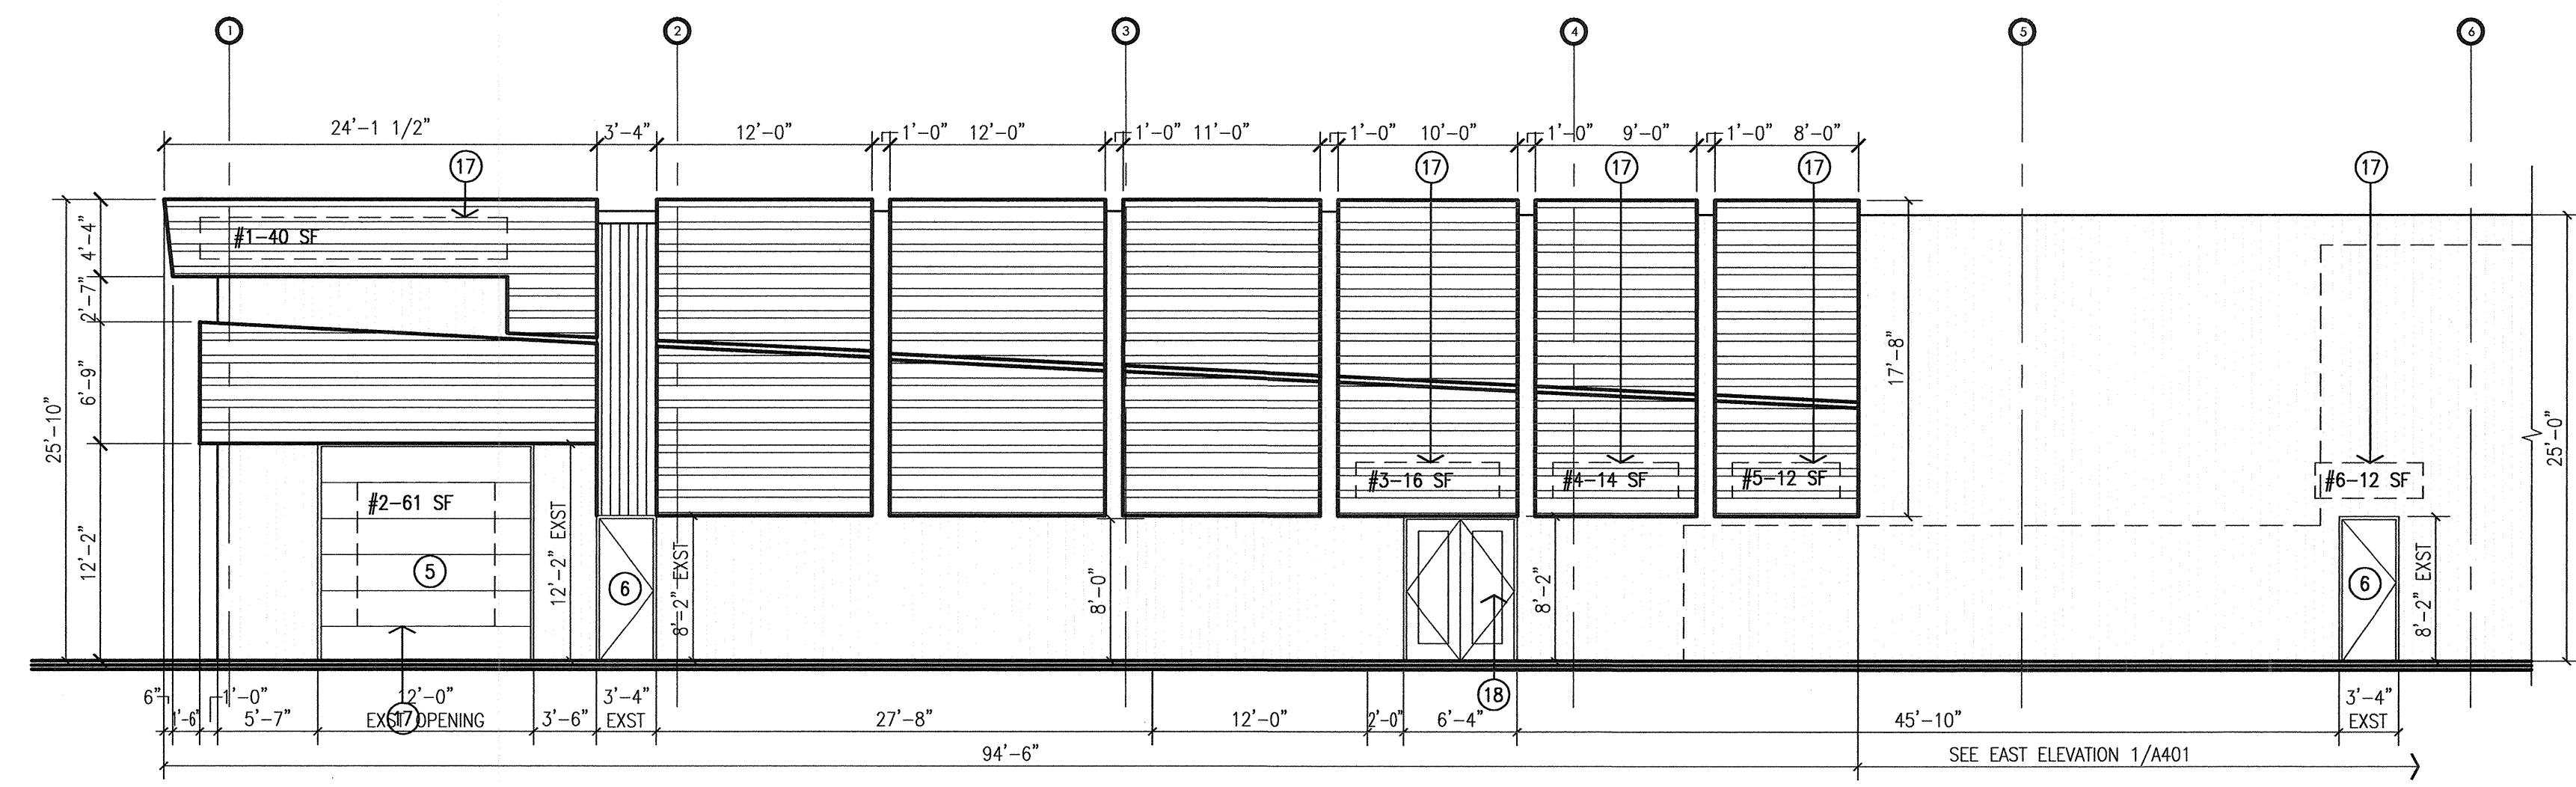 1 2 3 4 5 6
24'-1 1/2" 3'-4" 12'-0" 1'-0" 12'-0" 1'-0" 11'-0" 1'-0" 10'-0" 1'-0" 9'-0" 1'-0" 8'-0"
17 17 17 17 17
#1-40 SF
4'-4"
2'-7"
6'-9"
25'-10"
12'-2"
17'-8"
25'-0"
#3-16 SF #4-14 SF #5-12 SF #6-12 SF
#2-61 SF
5
12'-2" EXST
6
8'-2" EXST
8'-0"
8'-2"
6
8'-2" EXST
18
6" 1'-0" 12'-0" 3'-4" 3'-4"
1'-6" 5'-7" EXST OPENING 3'-6" EXST 27'-8" 12'-0" 2'-0" 6'-4" 45'-10" EXST
17
94'-6" SEE EAST ELEVATION 1/A401